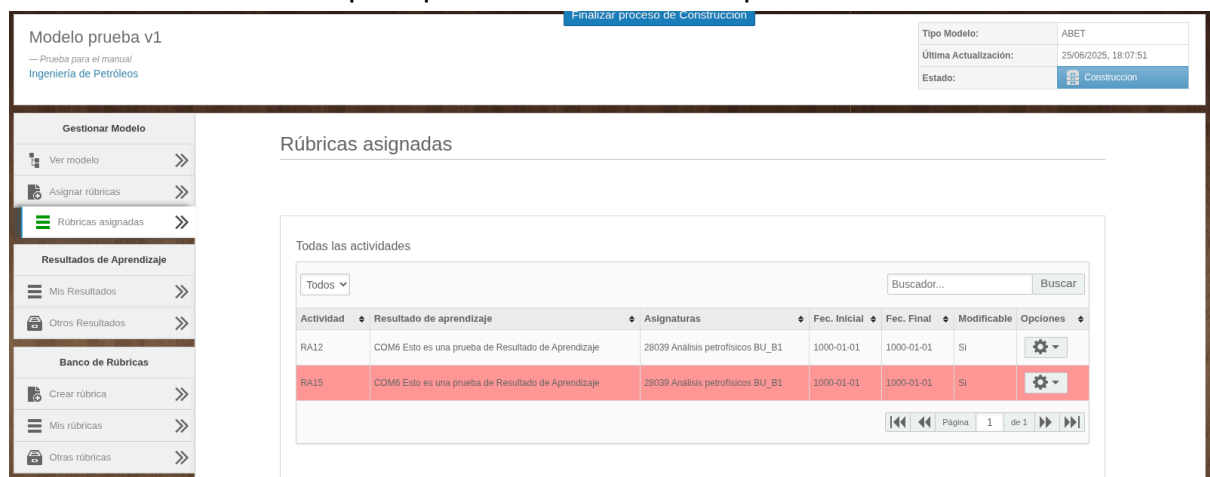 Finalizar proceso de Construccion
Modelo prueba v1
— Prueba para el manual
Ingeniería de Petróleos
Tipo Modelo: ABET
Última Actualización: 25/06/2025, 18:07:51
Estado: Construccion
Gestionar Modelo
Ver modelo
Asignar rúbricas
Rúbricas asignadas
Resultados de Aprendizaje
Mis Resultados
Otros Resultados
Banco de Rúbricas
Crear rúbrica
Mis rúbricas
Otras rúbricas
Rúbricas asignadas
Todas las actividades
Todos Buscador... Buscar
Actividad Resultado de aprendizaje Asignaturas Fec. Inicial Fec. Final Modificable Opciones
RA12 COM6 Esto es una prueba de Resultado de Aprendizaje 28039 Análisis petrofísicos BU_B1 1000-01-01 1000-01-01 Si
RA15 COM6 Esto es una prueba de Resultado de Aprendizaje 28039 Análisis petrofísicos BU_B1 1000-01-01 1000-01-01 Si
Página 1 de 1